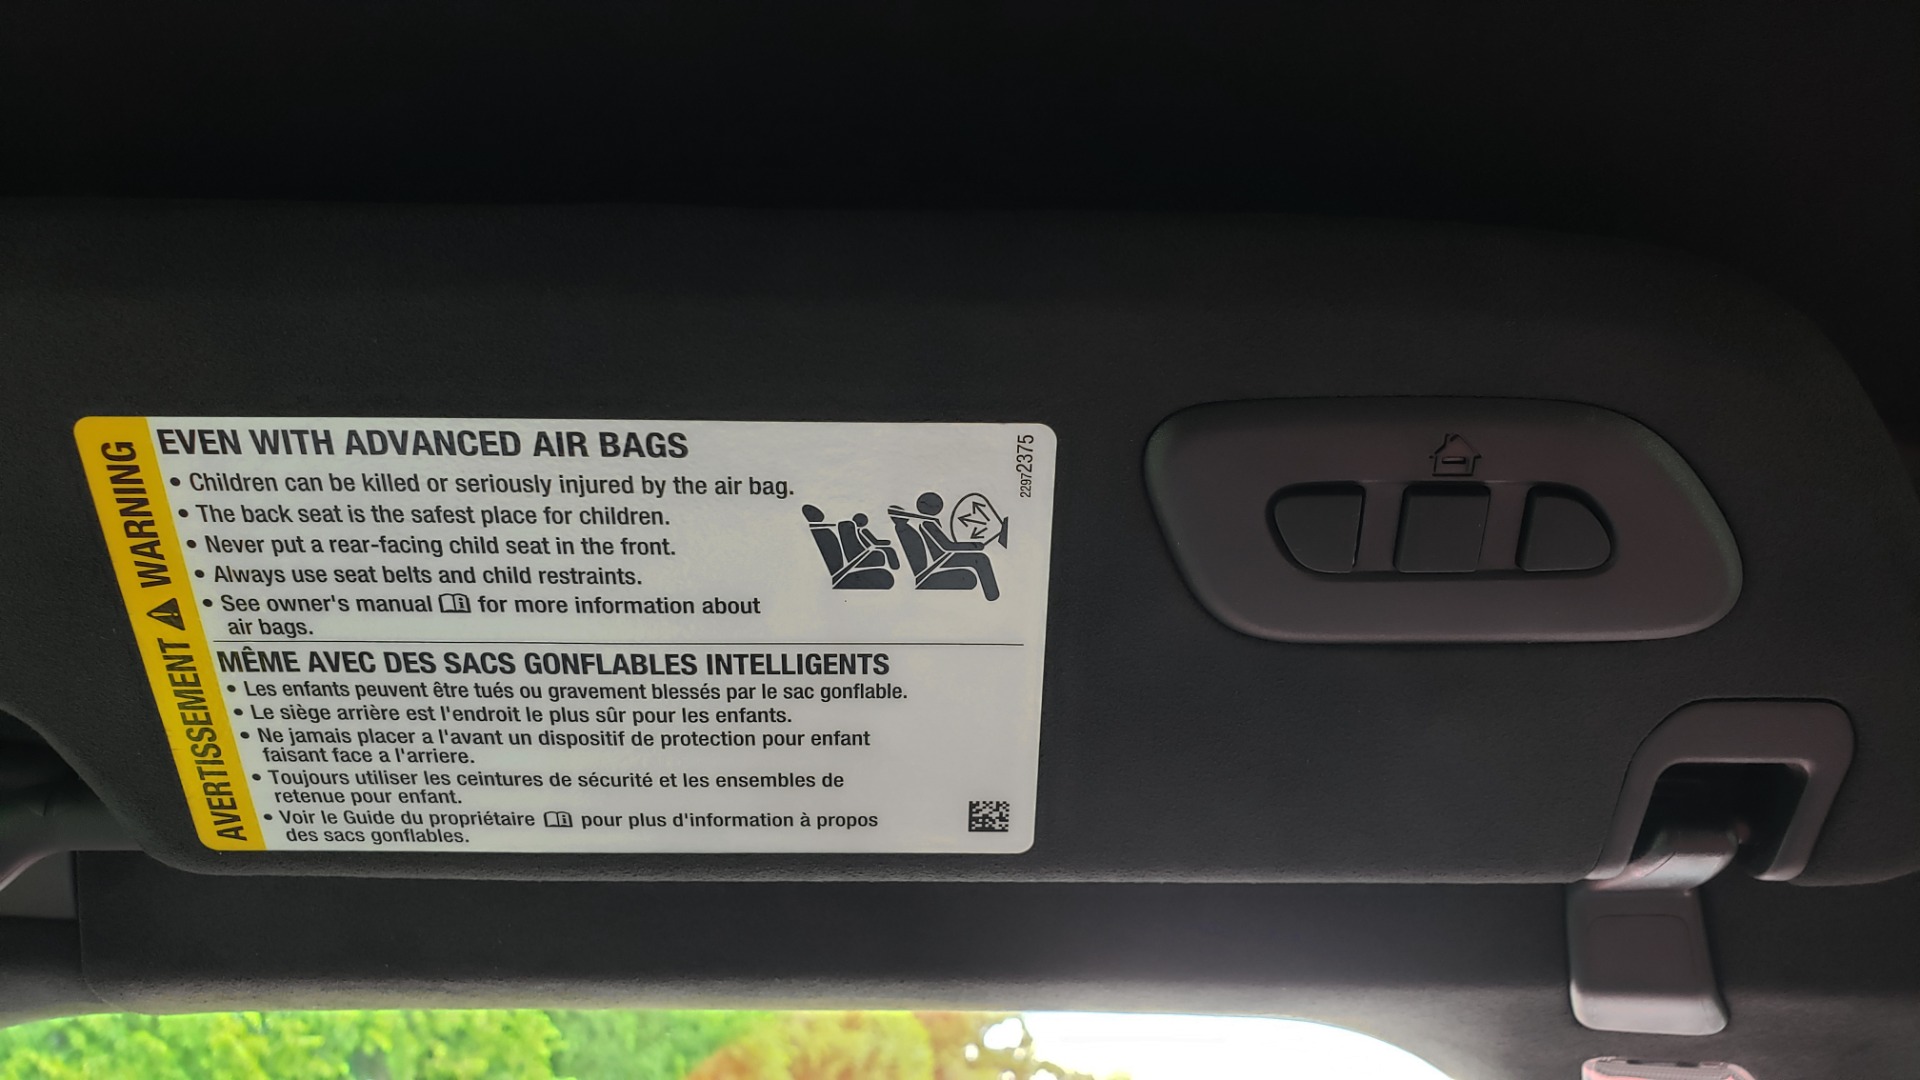 ⚠ WARNING
AVERTISSEMENT
EVEN WITH ADVANCED AIR BAGS
• Children can be killed or seriously injured by the air bag.
• The back seat is the safest place for children.
• Never put a rear-facing child seat in the front.
• Always use seat belts and child restraints.
• See owner's manual for more information about
air bags.
22972375
MÊME AVEC DES SACS GONFLABLES INTELLIGENTS
• Les enfants peuvent être tués ou gravement blessés par le sac gonflable.
• Le siège arrière est l'endroit le plus sûr pour les enfants.
• Ne jamais placer a l'avant un dispositif de protection pour enfant
faisant face a l'arriere.
• Toujours utiliser les ceintures de sécurité et les ensembles de
retenue pour enfant.
• Voir le Guide du propriétaire pour plus d'information à propos
des sacs gonflables.